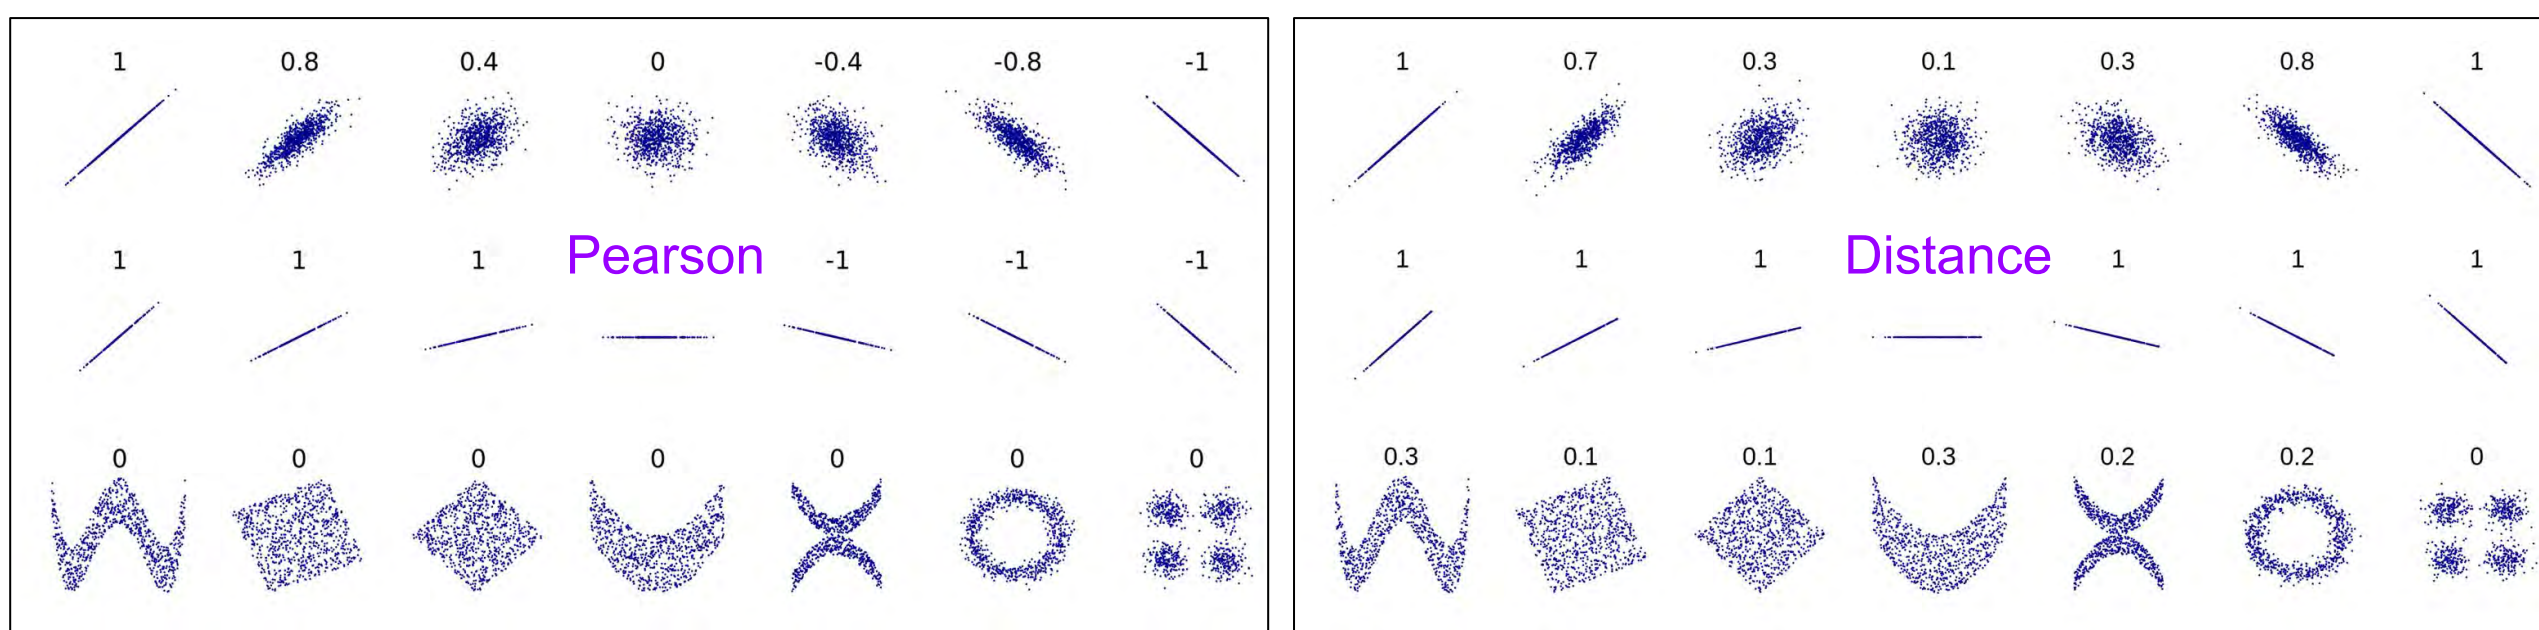 1 0.8 0.4 0 -0.4 -0.8 -1
1 1 1 Pearson -1 -1 -1
0 0 0 0 0 0 0
1 0.7 0.3 0.1 0.3 0.8 1
1 1 1 Distance 1 1 1
0.3 0.1 0.1 0.3 0.2 0.2 0